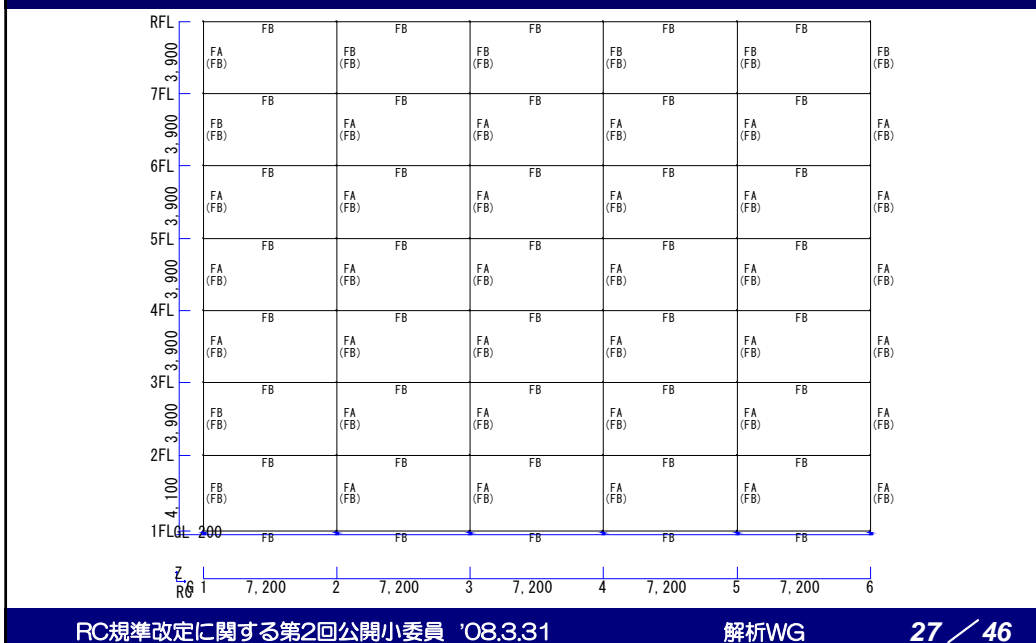 RFL FB FB FB FB FB
3,900 FA FB FB FB FB FB
(FB) (FB) (FB) (FB) (FB) (FB)
7FL FB FB FB FB FB
3,900 FB FA FA FA FA FA
(FB) (FB) (FB) (FB) (FB) (FB)
6FL FB FB FB FB FB
3,900 FA FA FA FA FA FA
(FB) (FB) (FB) (FB) (FB) (FB)
5FL FB FB FB FB FB
3,900 FA FA FA FA FA FA
(FB) (FB) (FB) (FB) (FB) (FB)
4FL FB FB FB FB FB
3,900 FA FA FA FA FA FA
(FB) (FB) (FB) (FB) (FB) (FB)
3FL FB FB FB FB FB
3,900 FB FA FA FA FA FA
(FB) (FB) (FB) (FB) (FB) (FB)
2FL FB FB FB FB FB
4,100 FB FA FA FA FA FA
(FB) (FB) (FB) (FB) (FB) (FB)
1FL GL 200 FB FB FB FB FB
1 7,200 2 7,200 3 7,200 4 7,200 5 7,200 6
RC規準改定に関する第2回公開小委員 '08.3.31 解析WG 27/46